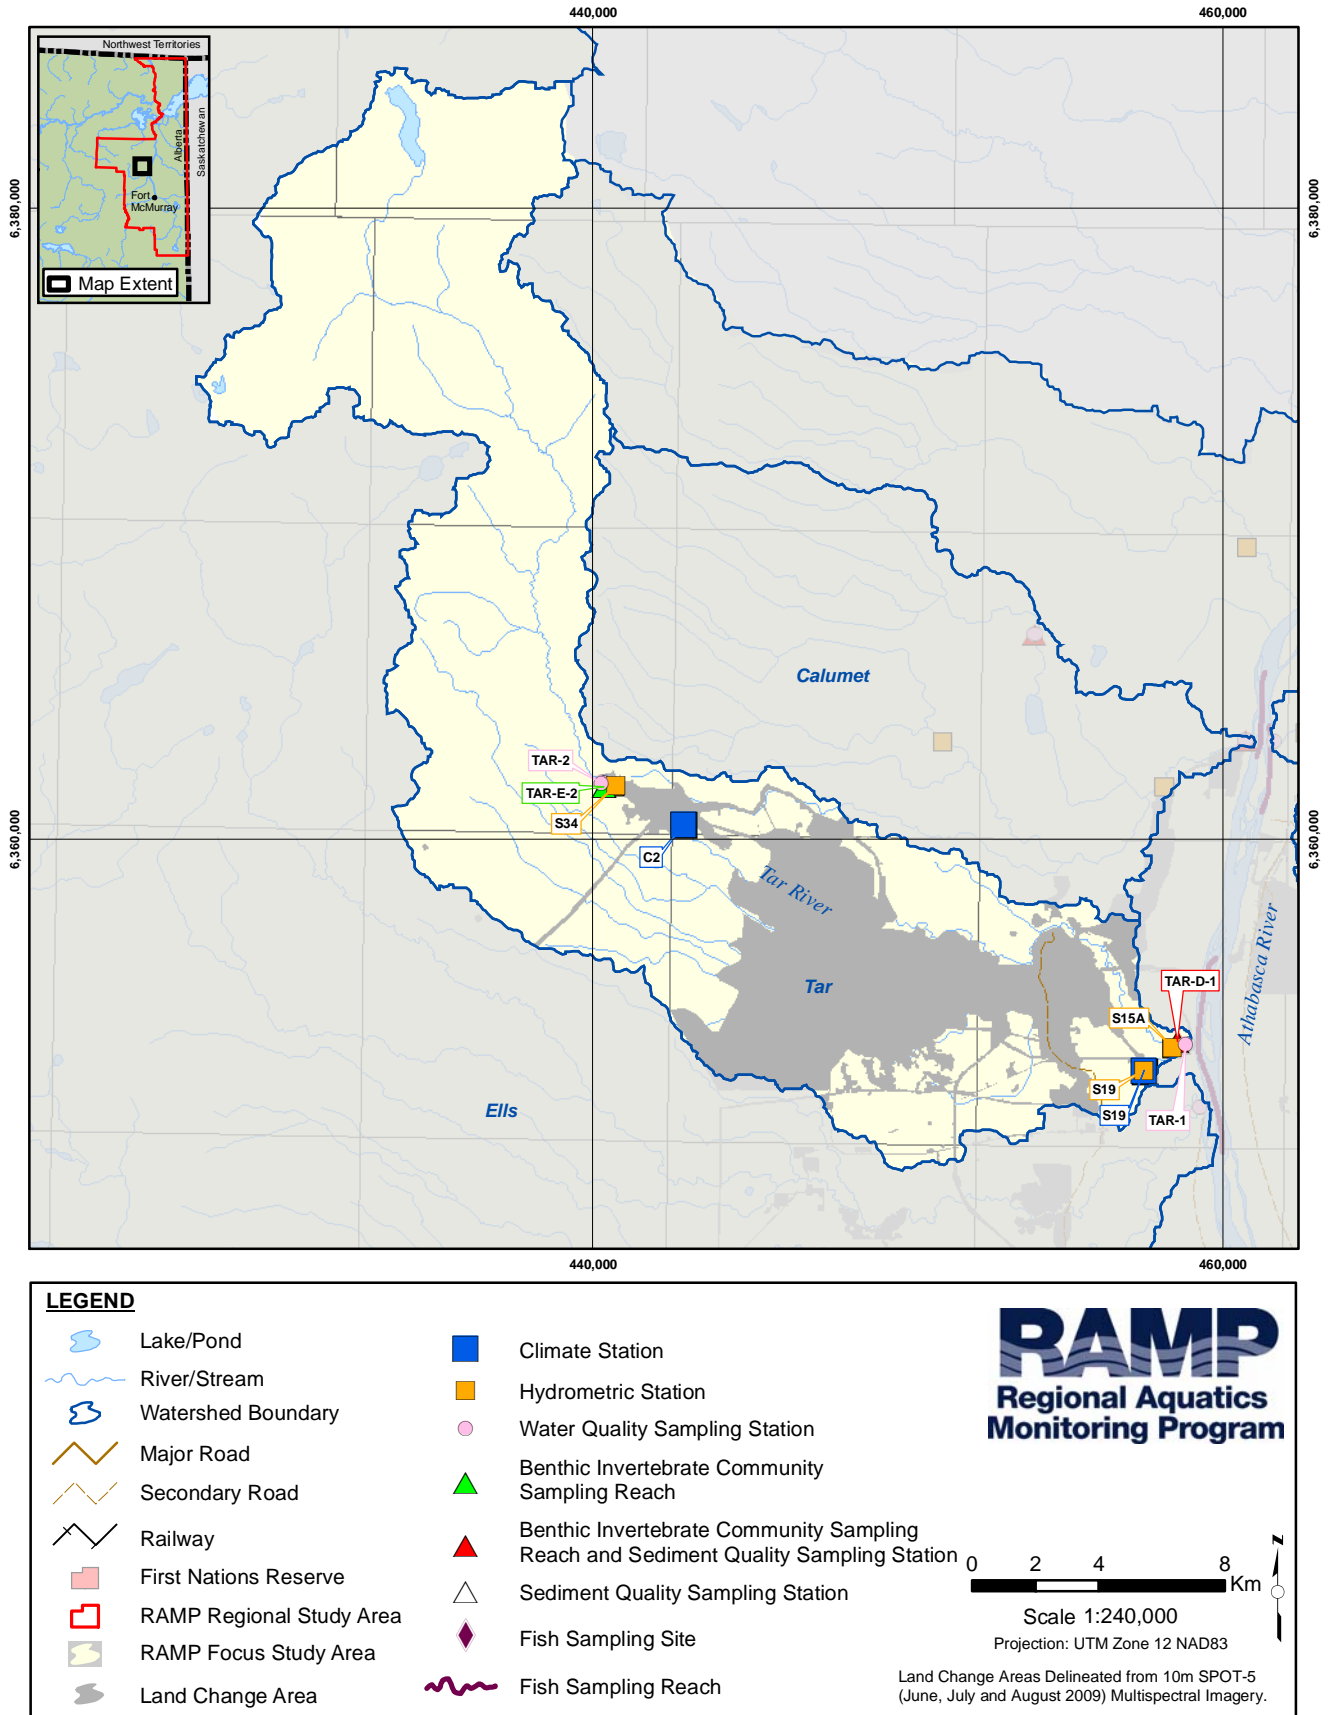 440,000
460,000
Northwest Territories
Alberta
Saskatchewan
Fort
McMurray
Map Extent
6,380,000
6,380,000
Calumet
TAR-2
TAR-E-2
S34
C2
6,360,000
6,360,000
Tar River
Athabasca River
Tar
TAR-D-1
S15A
S19
S19
TAR-1
Ells
440,000
460,000
LEGEND
Lake/Pond
River/Stream
Watershed Boundary
Major Road
Secondary Road
Railway
First Nations Reserve
RAMP Regional Study Area
RAMP Focus Study Area
Land Change Area
Climate Station
Hydrometric Station
Water Quality Sampling Station
Benthic Invertebrate Community
Sampling Reach
Benthic Invertebrate Community Sampling
Reach and Sediment Quality Sampling Station
Sediment Quality Sampling Station
Fish Sampling Site
Fish Sampling Reach
RAMP
Regional Aquatics
Monitoring Program
0 2 4 8
Km
N
Scale 1:240,000
Projection: UTM Zone 12 NAD83
Land Change Areas Delineated from 10m SPOT-5
(June, July and August 2009) Multispectral Imagery.